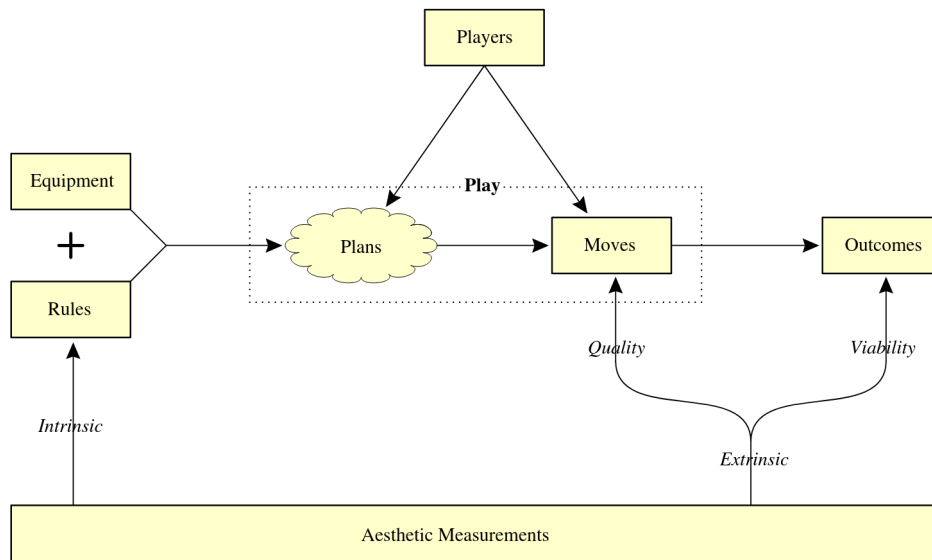 Players
Equipment
Play
Plans
Moves
Outcomes
+
Rules
Quality
Viability
Intrinsic
Extrinsic
Aesthetic Measurements